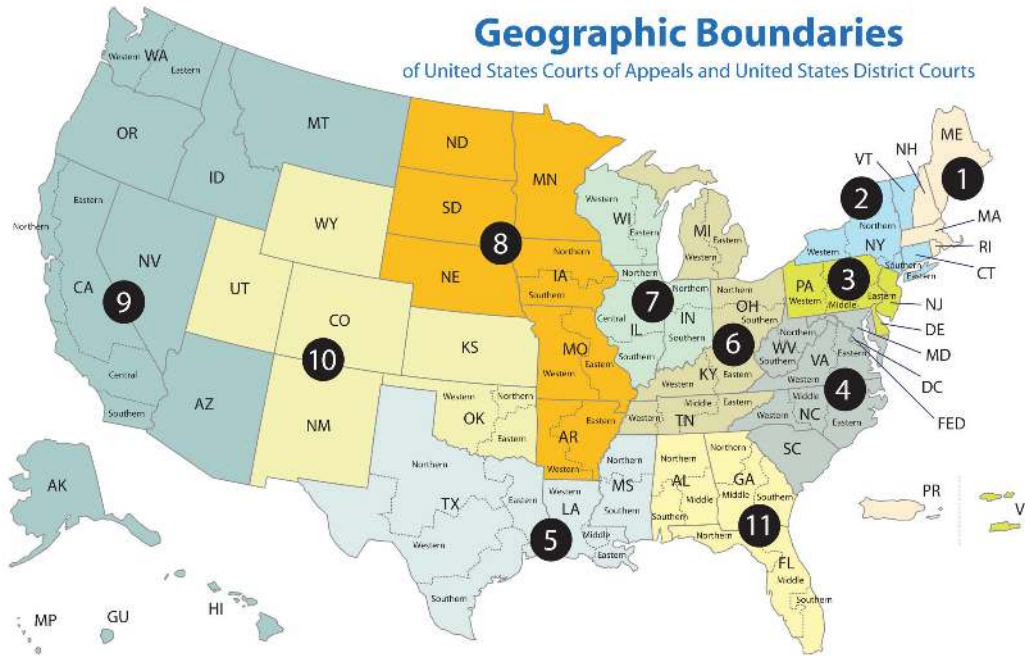 Geographic Boundaries
of United States Courts of Appeals and United States District Courts
Western
WA
Eastern
OR
ID
MT
Northern
Eastern
NV
CA
9
Central
Southern
AZ
WY
UT
CO
10
KS
NM
Western
Northern
OK
Eastern
ND
MN
SD
8
NE
Northern
IA
Southern
MO
Eastern
Western
Eastern
AR
Western
Western
WI
Eastern
Northern
7
Central
IL
Southern
Northern
IN
Southern
MI
Eastern
Western
Northern
OH
Southern
6
KY
Western
Eastern
Western
Middle
Eastern
TN
Northern
TX
Eastern
Western
Southern
Western
LA
5
Middle
Eastern
Northern
MS
Southern
Northern
AL
Middle
Southern
Northern
GA
Middle
Southern
11
Northern
FL
Middle
Southern
Northern
WV
Southern
VA
Eastern
Western
4
Middle
NC
Western
Eastern
SC
PA
3
Western
Middle
Eastern
2
Northern
Western
NY
Southern
Eastern
VT
NH
ME
1
MA
RI
CT
NJ
DE
MD
DC
FED
PR
V
AK
HI
GU
MP